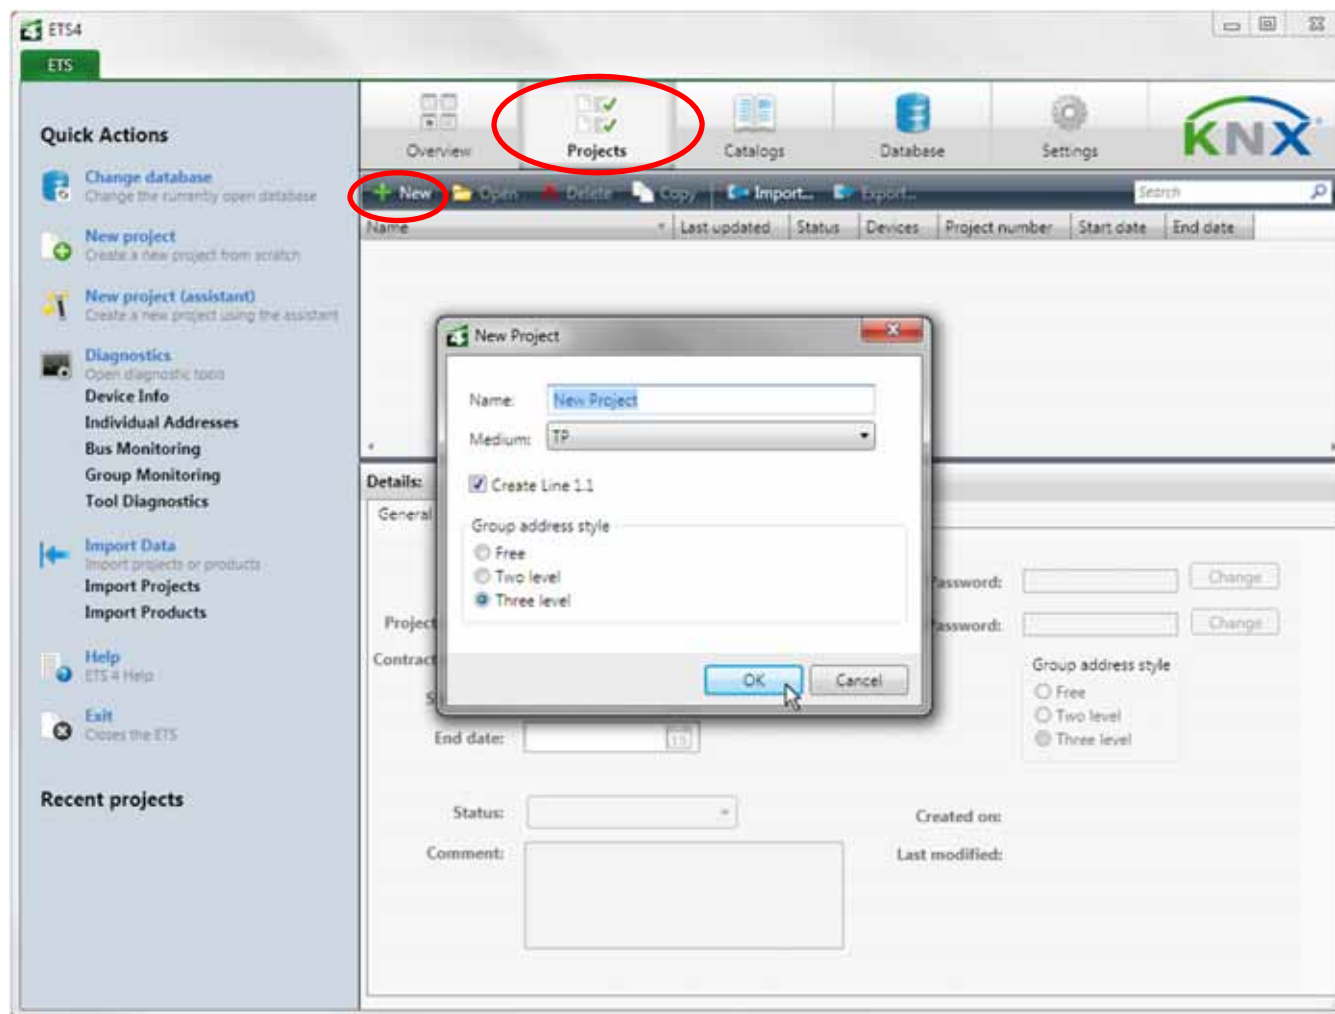 ETS4
ETS
Quick Actions
Change database
Change the currently open database
New project
Create a new project from scratch
New project (assistant)
Create a new project using the assistant
Diagnostics
Open diagnostic tools
Device Info
Individual Addresses
Bus Monitoring
Group Monitoring
Tool Diagnostics
Import Data
Import projects or products
Import Projects
Import Products
Help
ETS 4 Help
Exit
Closes the ETS
Recent projects
Overview Projects Catalogs Database Settings KNX
New Open Delete Copy Import... Export... Search
Name Last updated Status Devices Project number Start date End date
New Project
Name: New Project
Medium: TP
Create Line 1.1
Group address style
Free
Two level
Three level
OK Cancel
Details:
General
Password: Change
Project Password: Change
Contract
S
End date: 15
Group address style
Free
Two level
Three level
Status:
Comment:
Created on:
Last modified: